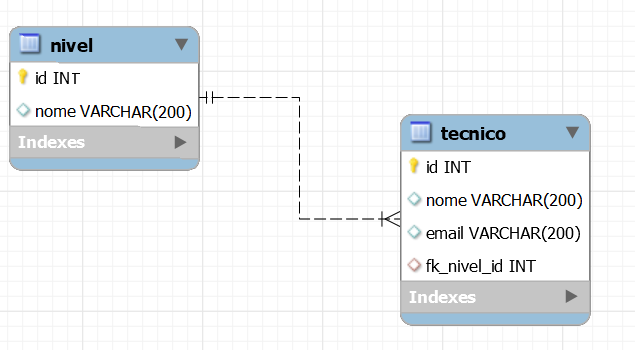 nivel
id INT
nome VARCHAR(200)
Indexes
tecnico
id INT
nome VARCHAR(200)
email VARCHAR(200)
fk_nivel_id INT
Indexes